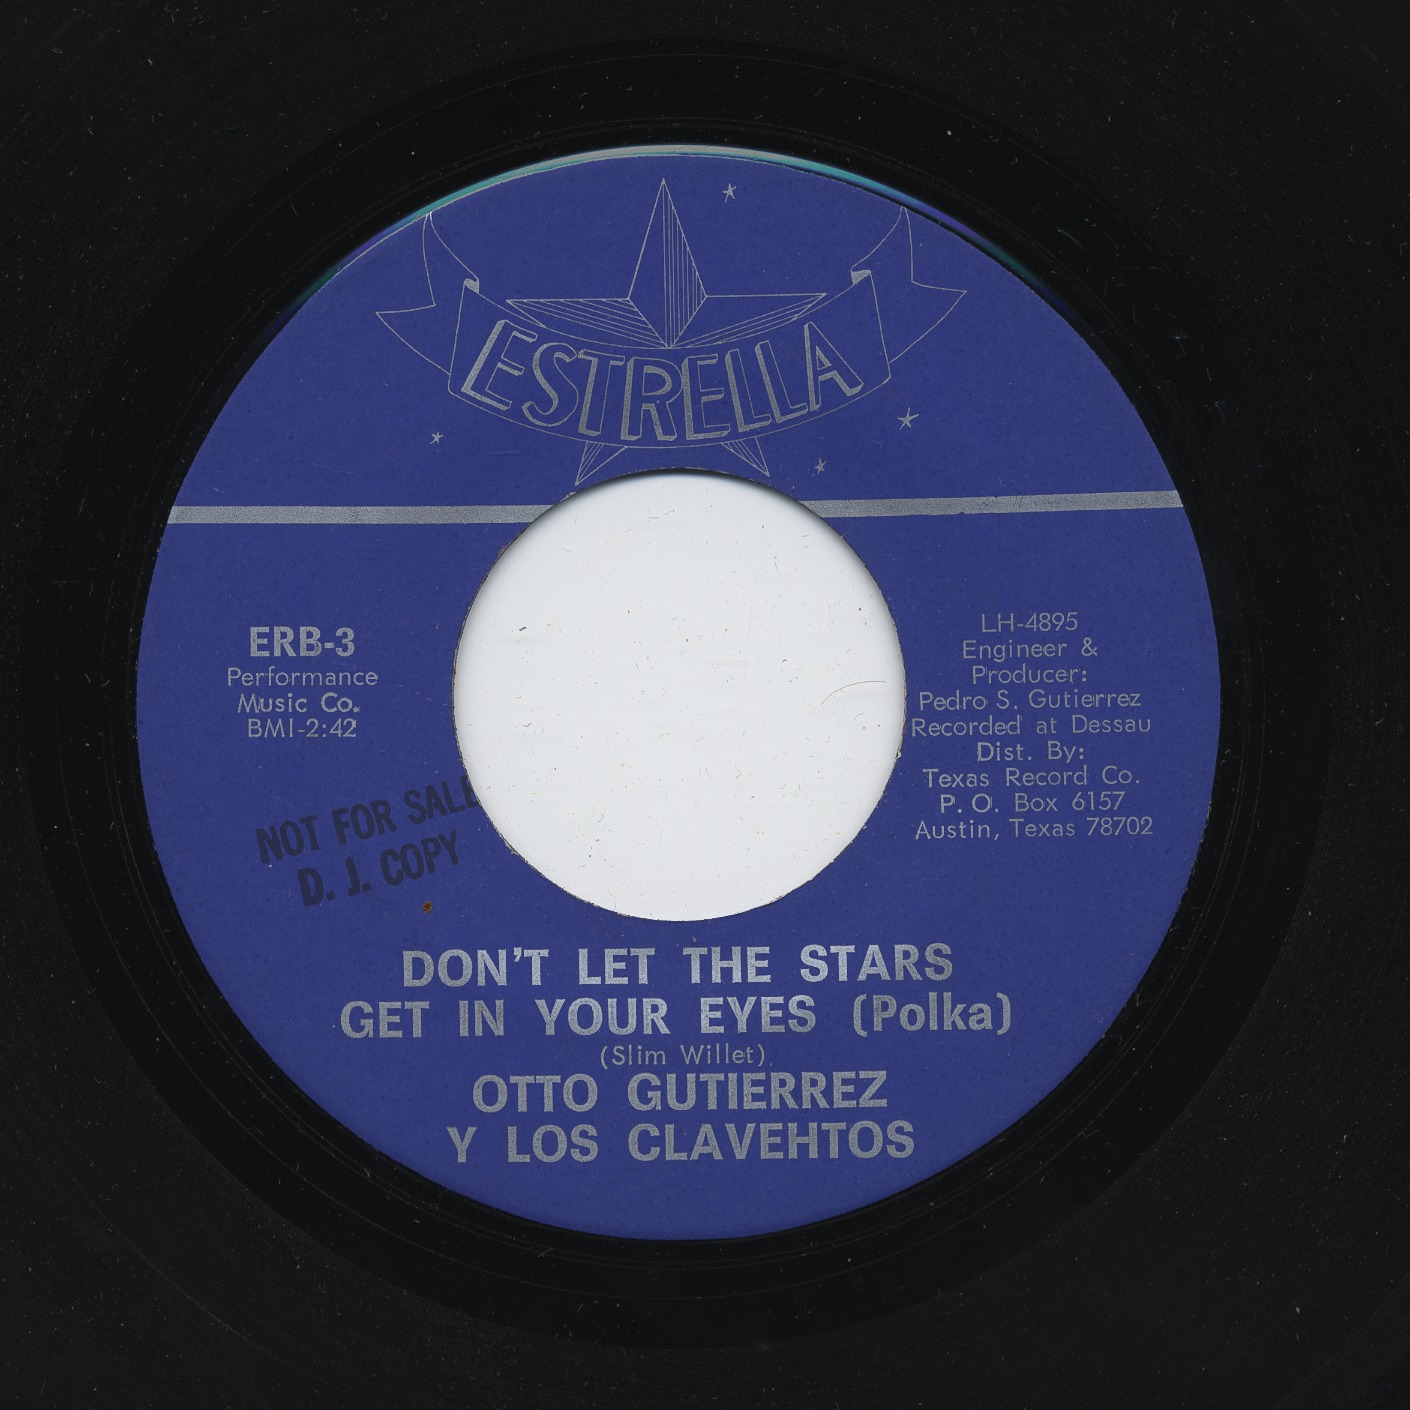 ESTRELLA
ERB-3
Performance
Music Co.
BMI-2:42
LH-4895
Engineer &
Producer:
Pedro S. Gutierrez
Recorded at Dessau
Dist. By:
Texas Record Co.
P. O. Box 6157
Austin, Texas 78702
NOT FOR SALE
D. J. COPY
DON'T LET THE STARS
GET IN YOUR EYES (Polka)
(Slim Willet)
OTTO GUTIERREZ
Y LOS CLAVEHTOS